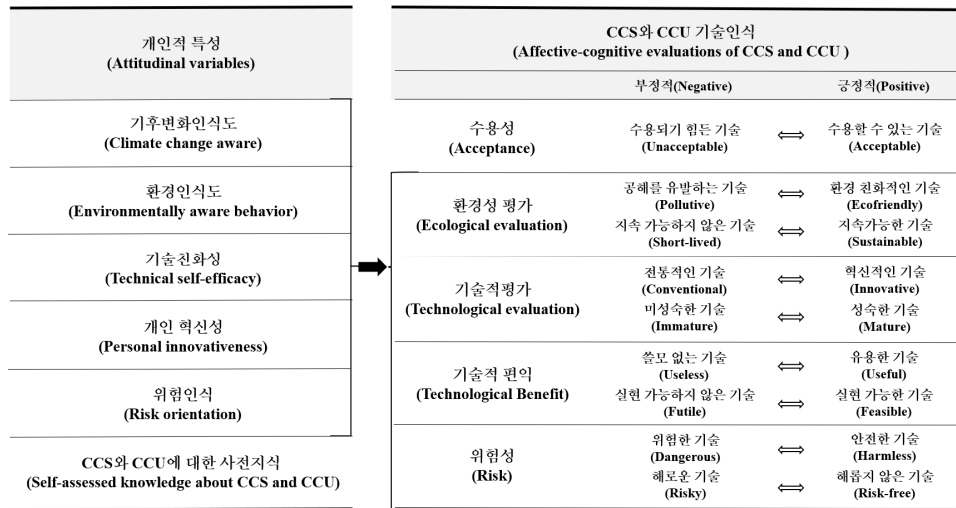 개인적 특성
(Attitudinal variables)
기후변화인식도
(Climate change aware)
환경인식도
(Environmentally aware behavior)
기술친화성
(Technical self-efficacy)
개인 혁신성
(Personal innovativeness)
위험인식
(Risk orientation)
CCS와 CCU에 대한 사전지식
(Self-assessed knowledge about CCS and CCU)
CCS와 CCU 기술인식
(Affective-cognitive evaluations of CCS and CCU )
부정적(Negative) 긍정적(Positive)
수용성
(Acceptance)
수용되기 힘든 기술 ⟺ 수용할 수 있는 기술
(Unacceptable) (Acceptable)
환경성 평가
(Ecological evaluation)
공해를 유발하는 기술 ⟺ 환경 친화적인 기술
(Pollutive) (Ecofriendly)
지속 가능하지 않은 기술 ⟺ 지속가능한 기술
(Short-lived) (Sustainable)
기술적평가
(Technological evaluation)
전통적인 기술 ⟺ 혁신적인 기술
(Conventional) (Innovative)
미성숙한 기술 ⟺ 성숙한 기술
(Immature) (Mature)
기술적 편익
(Technological Benefit)
쓸모 없는 기술 ⟺ 유용한 기술
(Useless) (Useful)
실현 가능하지 않은 기술 ⟺ 실현 가능한 기술
(Futile) (Feasible)
위험성
(Risk)
위험한 기술 ⟺ 안전한 기술
(Dangerous) (Harmless)
해로운 기술 ⟺ 해롭지 않은 기술
(Risky) (Risk-free)